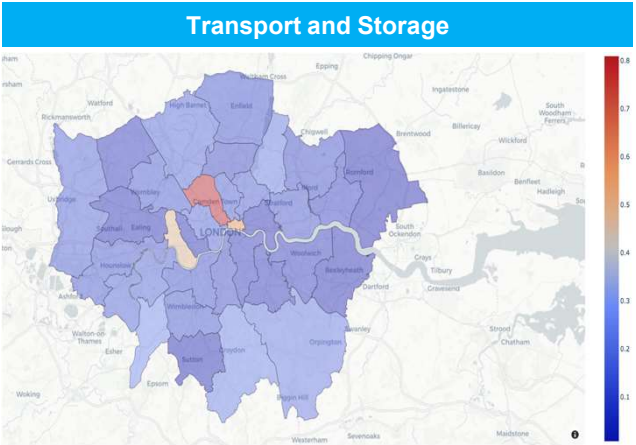 Transport and Storage
Chipping Ongar
Epping
Waltham Cross
Ingatestone
Watford
High Barnet
Enfield
South
Woodham
Ferrers
Rickmansworth
Chigwell
Brentwood
Billericay
Wickford
Gerrards Cross
Romford
Basildon
Benfleet
Hadleigh
Wembley
Ilford
Uxbridge
Camden Town
Stratford
Slough
Southall
Ealing
LONDON
South
Ockendon
Woolwich
Grays
Hounslow
Bexleyheath
Tilbury
Dartford
Gravesend
Ashford
Wimbledon
Walton-on-
Thames
Swanley
Strood
Chatham
Esher
Sutton
Croydon
Orpington
Epsom
Woking
Biggin Hill
Westerham
Sevenoaks
Maidstone
0.8
0.7
0.6
0.5
0.4
0.3
0.2
0.1